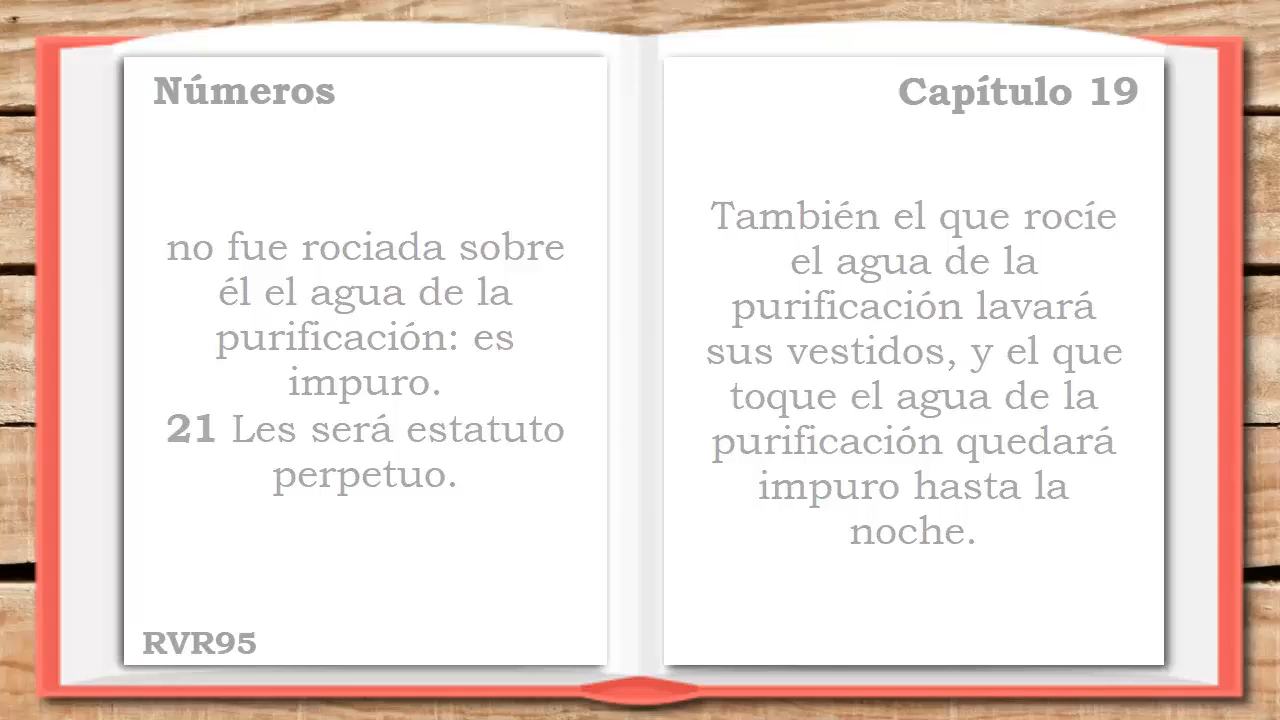 Números
no fue rociada sobre
él el agua de la
purificación: es
impuro.
21 Les será estatuto
perpetuo.
RVR95
Capítulo 19
También el que rocíe
el agua de la
purificación lavará
sus vestidos, y el que
toque el agua de la
purificación quedará
impuro hasta la
noche.